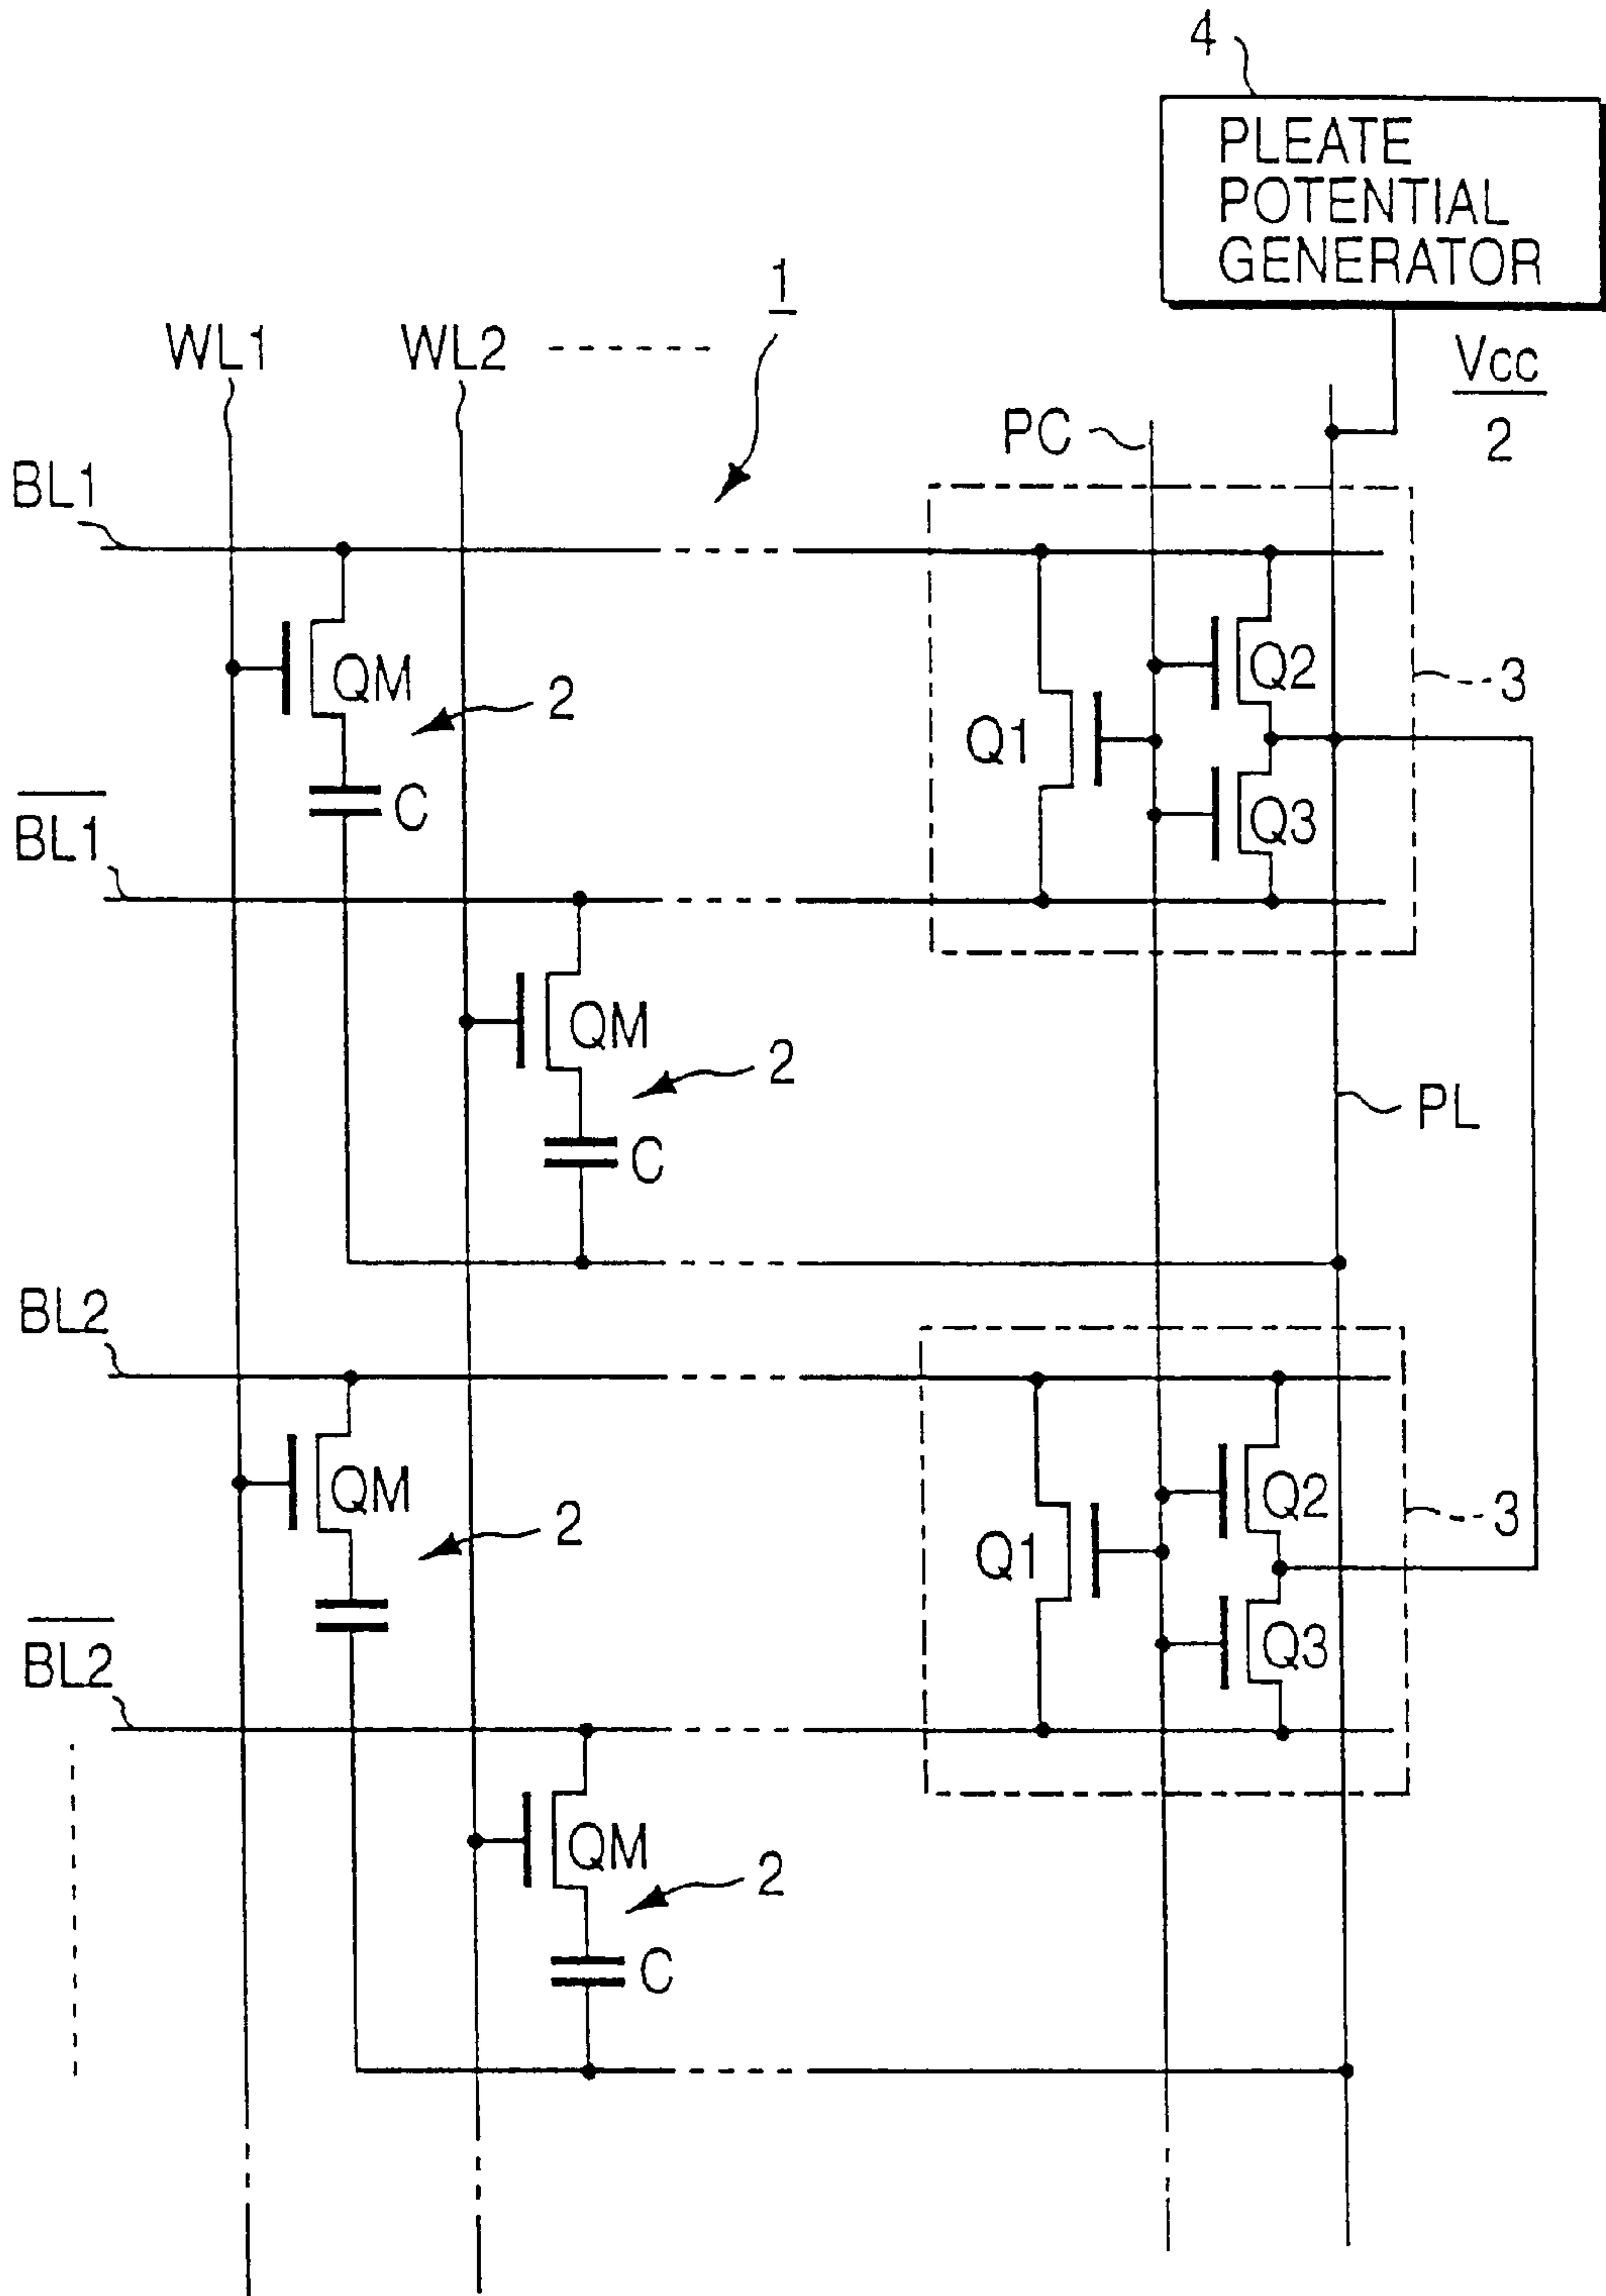 4
PLEATE
POTENTIAL
GENERATOR
1
WL1 WL2
Vcc
2
PC
BL1
QM
Q2
3
2
Q1
C
Q3
BL1
QM
2
PL
C
BL2
QM
Q2
3
2
Q1
Q3
BL2
QM
2
C